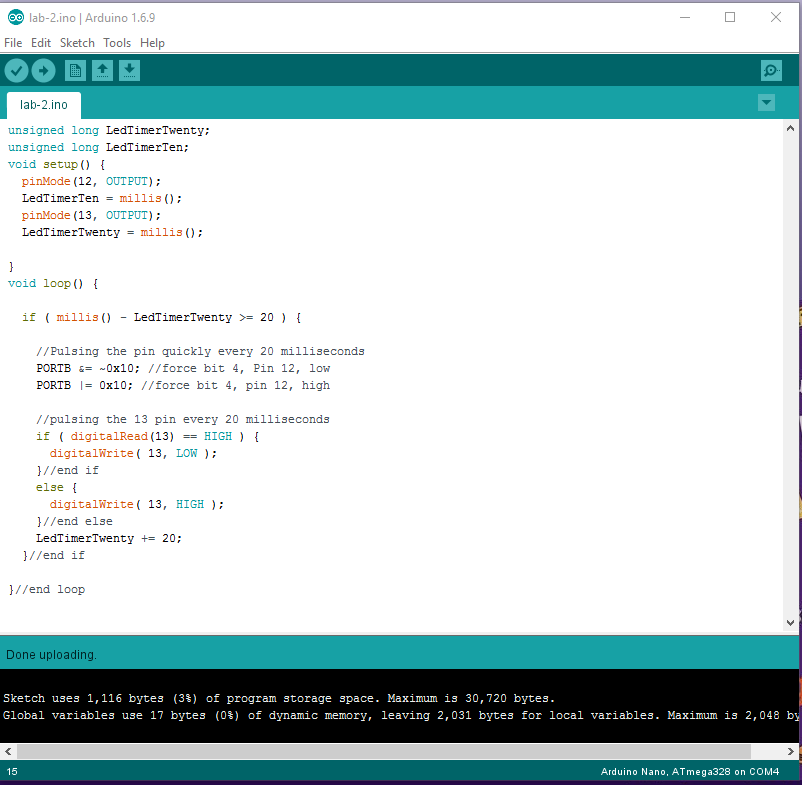 lab-2.ino | Arduino 1.6.9
File Edit Sketch Tools Help
lab-2.ino
unsigned long LedTimerTwenty;
unsigned long LedTimerTen;
void setup() {
  pinMode(12, OUTPUT);
  LedTimerTen = millis();
  pinMode(13, OUTPUT);
  LedTimerTwenty = millis();
}
void loop() {
  if ( millis() - LedTimerTwenty >= 20 ) {
    //Pulsing the pin quickly every 20 milliseconds
    PORTB &= ~0x10; //force bit 4, Pin 12, low
    PORTB |= 0x10; //force bit 4, pin 12, high
    //pulsing the 13 pin every 20 milliseconds
    if ( digitalRead(13) == HIGH ) {
      digitalWrite( 13, LOW );
    }//end if
    else {
      digitalWrite( 13, HIGH );
    }//end else
    LedTimerTwenty += 20;
  }//end if
}//end loop
Done uploading.
Sketch uses 1,116 bytes (3%) of program storage space. Maximum is 30,720 bytes.
Global variables use 17 bytes (0%) of dynamic memory, leaving 2,031 bytes for local variables. Maximum is 2,048 by
15
Arduino Nano, ATmega328 on COM4